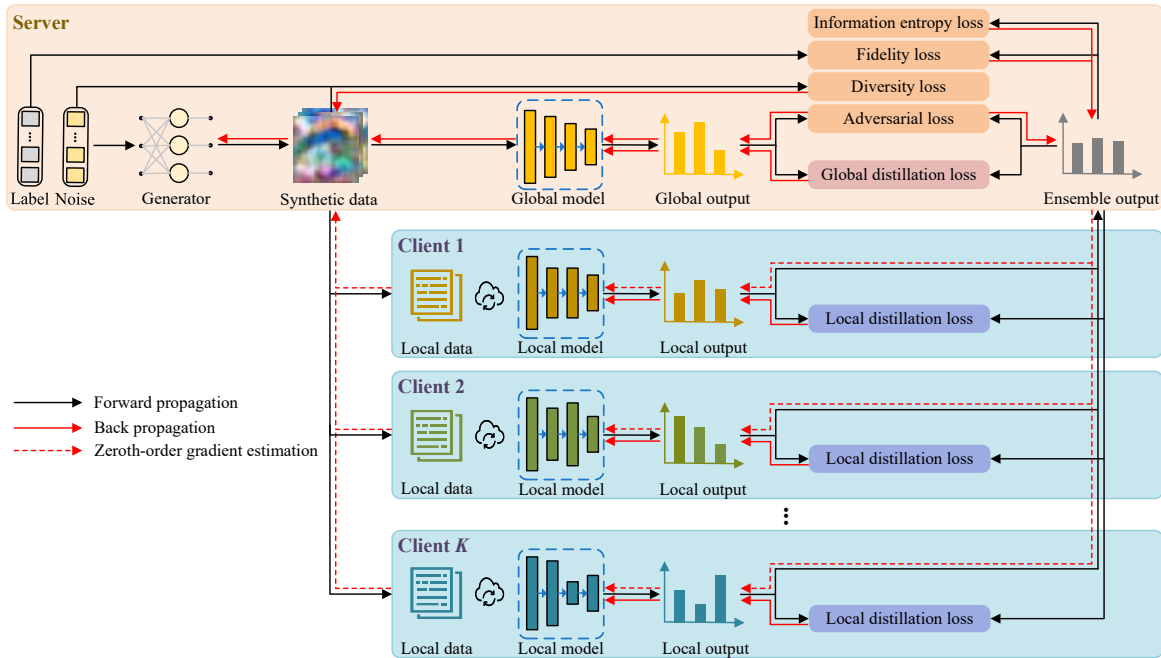 Server
Information entropy loss
Fidelity loss
Diversity loss
Adversarial loss
Global distillation loss
Label
Noise
Generator
Synthetic data
Global model
Global output
Ensemble output
Client 1
Local distillation loss
Local data
Local model
Local output
Client 2
Local distillation loss
Local data
Local model
Local output
Client K
Local distillation loss
Local data
Local model
Local output
Forward propagation
Back propagation
Zeroth-order gradient estimation